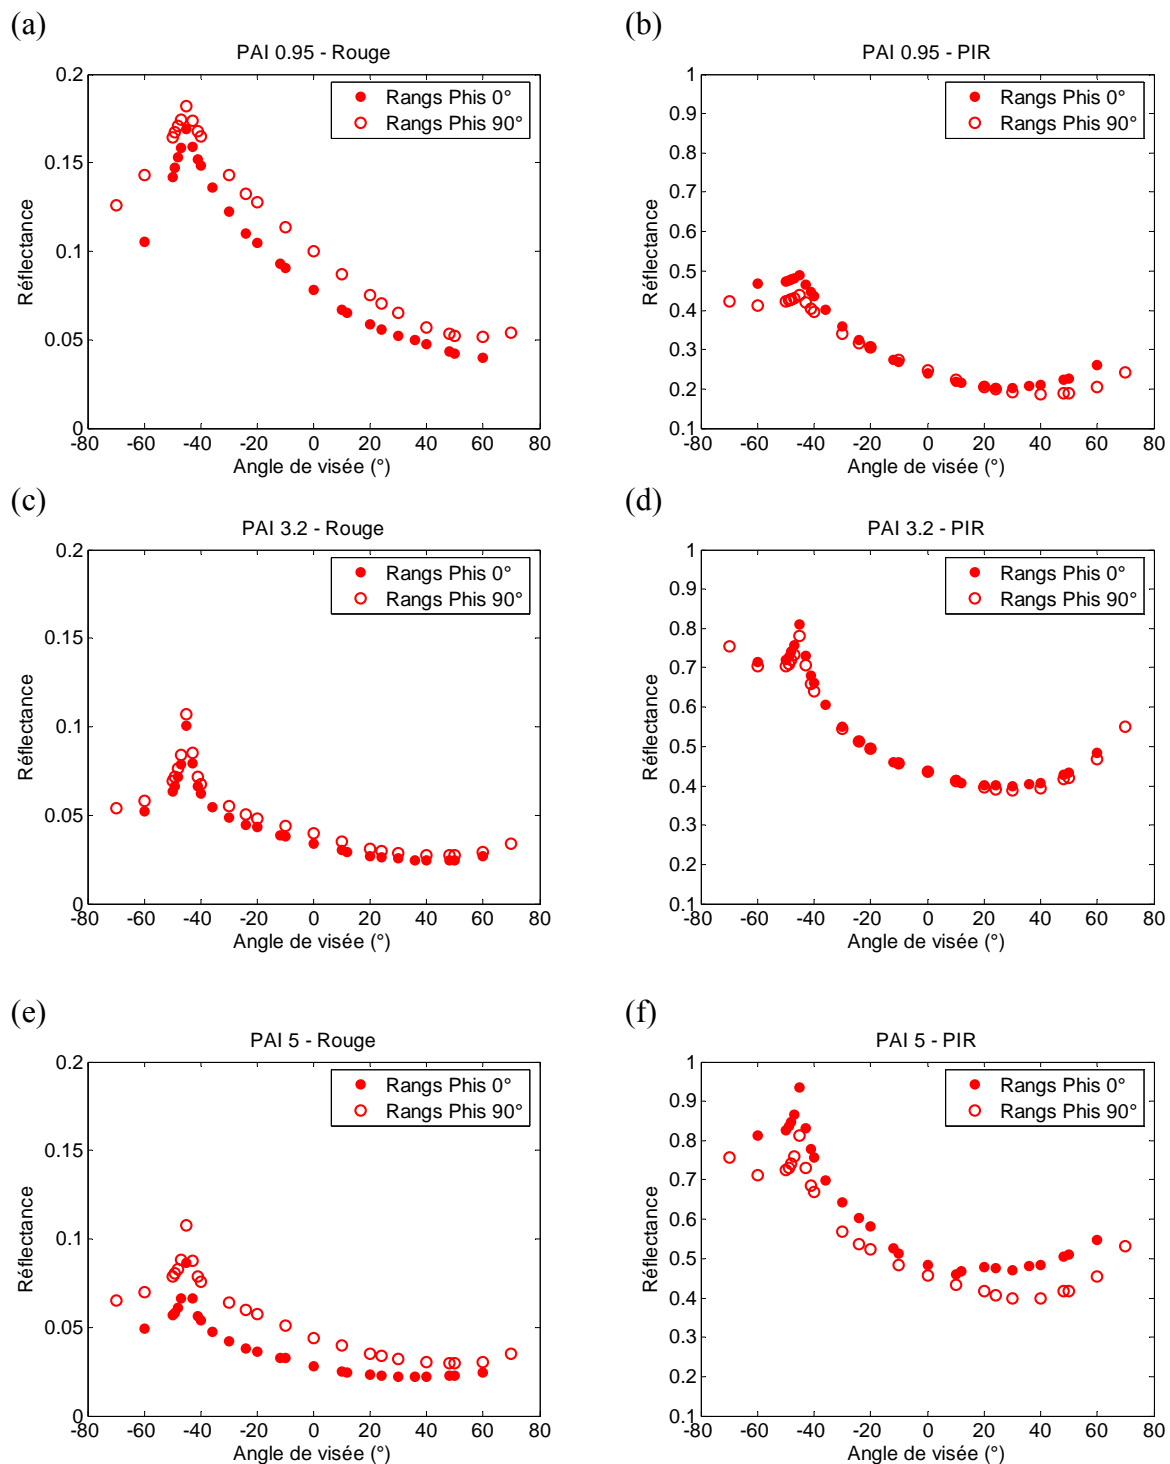 (a)
PAI 0.95 - Rouge
0.2
0.15
0.1
0.05
0
Réflectance
Rangs Phis 0°
Rangs Phis 90°
-80 -60 -40 -20 0 20 40 60 80
Angle de visée (°)
(b)
PAI 0.95 - PIR
1
0.9
0.8
0.7
0.6
0.5
0.4
0.3
0.2
0.1
Réflectance
Rangs Phis 0°
Rangs Phis 90°
-80 -60 -40 -20 0 20 40 60 80
Angle de visée (°)
(c)
PAI 3.2 - Rouge
0.2
0.15
0.1
0.05
0
Réflectance
Rangs Phis 0°
Rangs Phis 90°
-80 -60 -40 -20 0 20 40 60 80
Angle de visée (°)
(d)
PAI 3.2 - PIR
1
0.9
0.8
0.7
0.6
0.5
0.4
0.3
0.2
0.1
Réflectance
Rangs Phis 0°
Rangs Phis 90°
-80 -60 -40 -20 0 20 40 60 80
Angle de visée (°)
(e)
PAI 5 - Rouge
0.2
0.15
0.1
0.05
0
Réflectance
Rangs Phis 0°
Rangs Phis 90°
-80 -60 -40 -20 0 20 40 60 80
Angle de visée (°)
(f)
PAI 5 - PIR
1
0.9
0.8
0.7
0.6
0.5
0.4
0.3
0.2
0.1
Réflectance
Rangs Phis 0°
Rangs Phis 90°
-80 -60 -40 -20 0 20 40 60 80
Angle de visée (°)